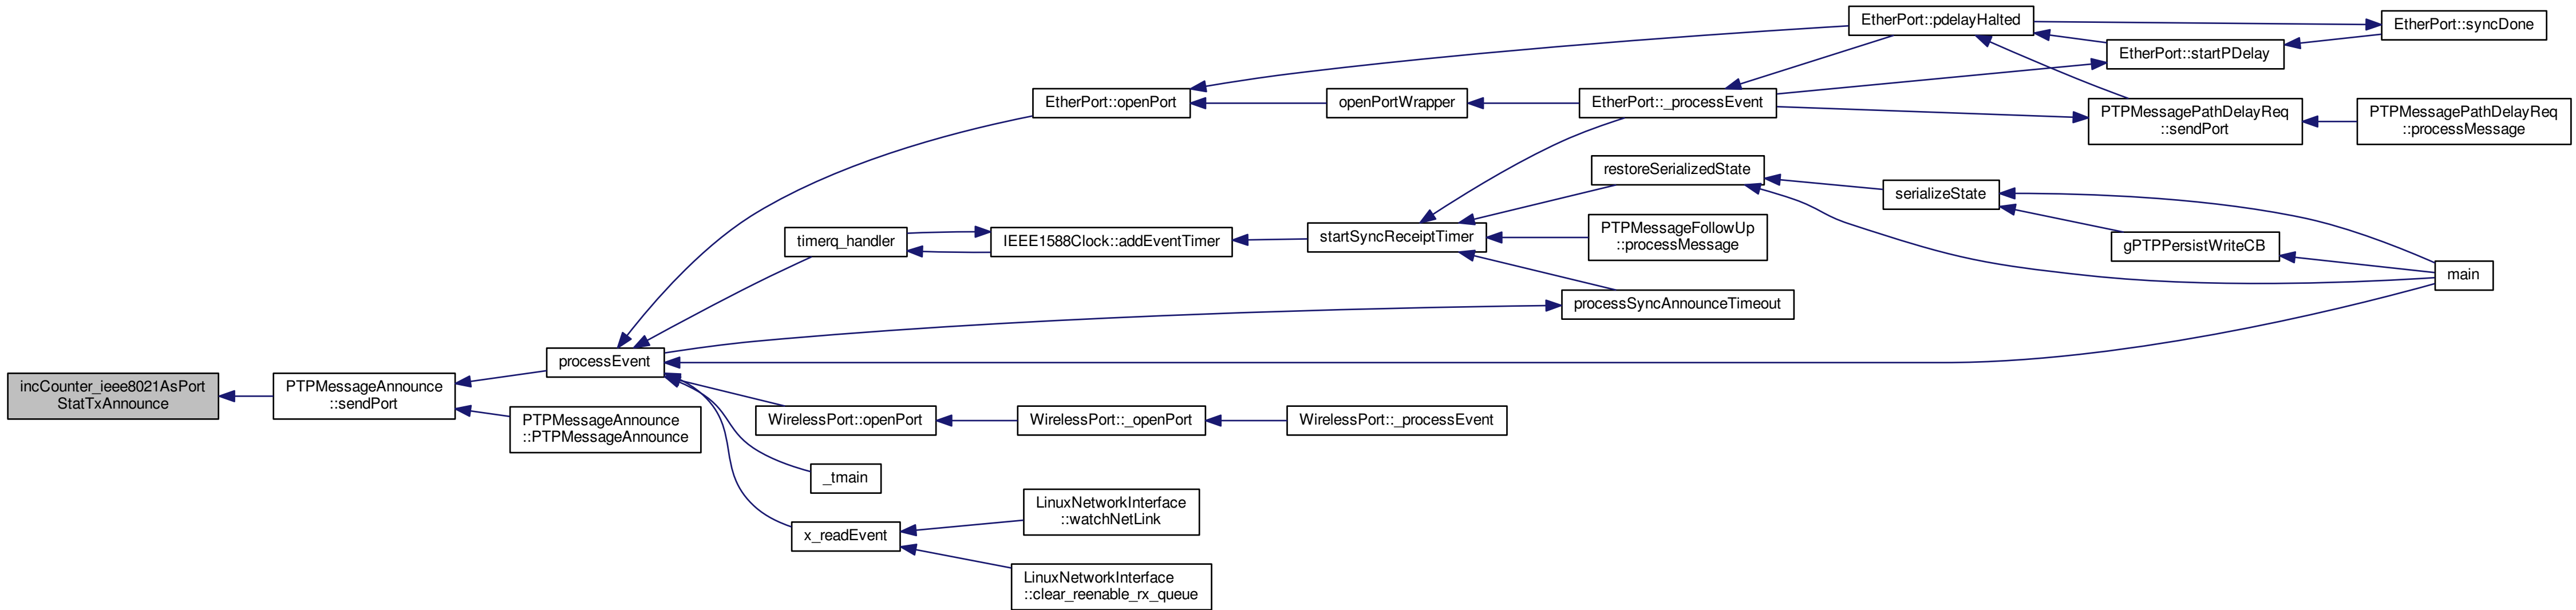 incCounter_ieee8021AsPort
StatTxAnnounce
PTPMessageAnnounce
::sendPort
processEvent
PTPMessageAnnounce
::PTPMessageAnnounce
EtherPort::openPort
timerq_handler
WirelessPort::openPort
_tmain
x_readEvent
openPortWrapper
IEEE1588Clock::addEventTimer
WirelessPort::_openPort
LinuxNetworkInterface
::watchNetLink
LinuxNetworkInterface
::clear_reenable_rx_queue
EtherPort::_processEvent
startSyncReceiptTimer
WirelessPort::_processEvent
restoreSerializedState
PTPMessageFollowUp
::processMessage
processSyncAnnounceTimeout
EtherPort::pdelayHalted
serializeState
EtherPort::startPDelay
PTPMessagePathDelayReq
::sendPort
gPTPPersistWriteCB
EtherPort::syncDone
PTPMessagePathDelayReq
::processMessage
main